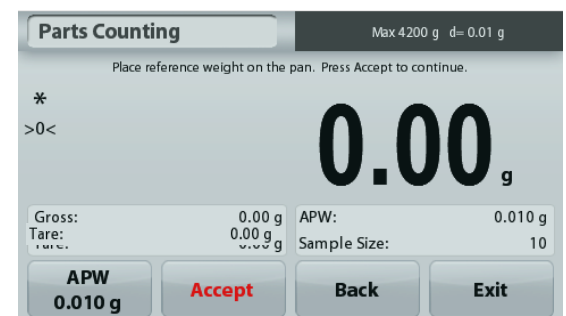 Parts Counting
Max 4200 g d= 0.01 g
Place reference weight on the pan. Press Accept to continue.
*
>0<
0.00 g
Gross: 0.00 g
Tare: 0.00 g
APW: 0.010 g
Sample Size: 10
APW
0.010 g
Accept
Back
Exit